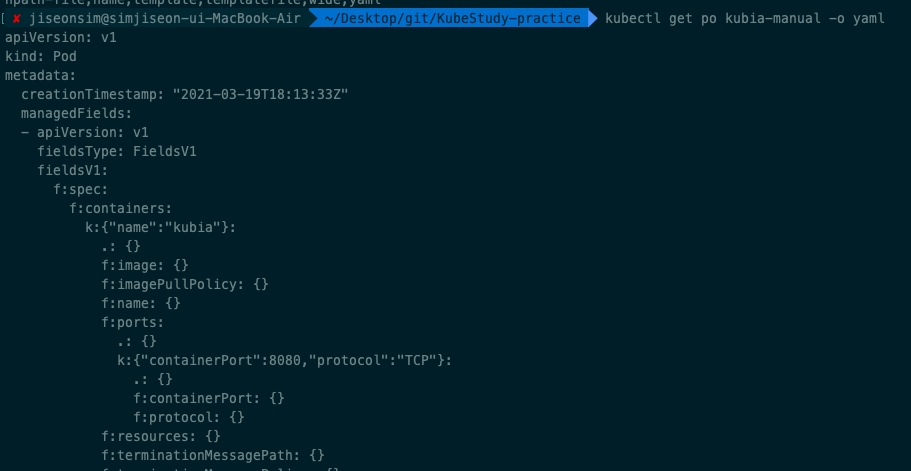 npath-file,name,template,templatefile,wide,yaml
[ ✘ jiseonsim@simjiseon-ui-MacBook-Air ~/Desktop/git/KubeStudy-practice kubectl get po kubia-manual -o yaml
apiVersion: v1
kind: Pod
metadata:
  creationTimestamp: "2021-03-19T18:13:33Z"
  managedFields:
  - apiVersion: v1
    fieldsType: FieldsV1
    fieldsV1:
      f:spec:
        f:containers:
          k:{"name":"kubia"}:
            .: {}
            f:image: {}
            f:imagePullPolicy: {}
            f:name: {}
            f:ports:
              .: {}
              k:{"containerPort":8080,"protocol":"TCP"}:
                .: {}
                f:containerPort: {}
                f:protocol: {}
            f:resources: {}
            f:terminationMessagePath: {}
            f:terminationMessagePolicy: {}